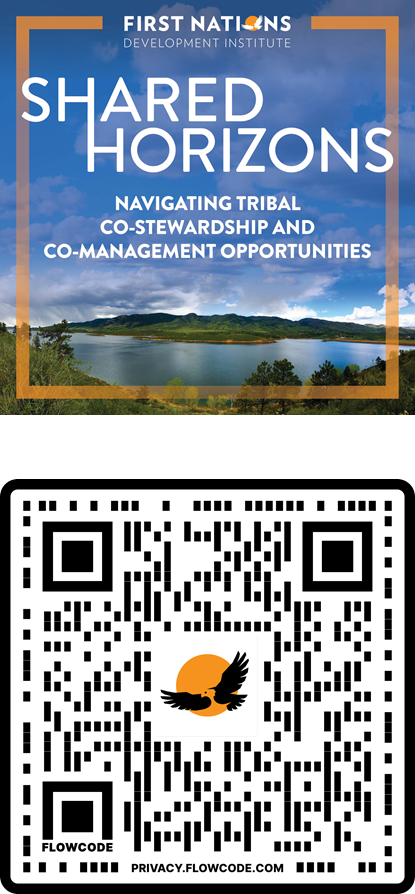 FIRST NATIONS
DEVELOPMENT INSTITUTE
SHARED
HORIZONS
NAVIGATING TRIBAL
CO-STEWARDSHIP AND
CO-MANAGEMENT OPPORTUNITIES
FLOWCODE
PRIVACY.FLOWCODE.COM